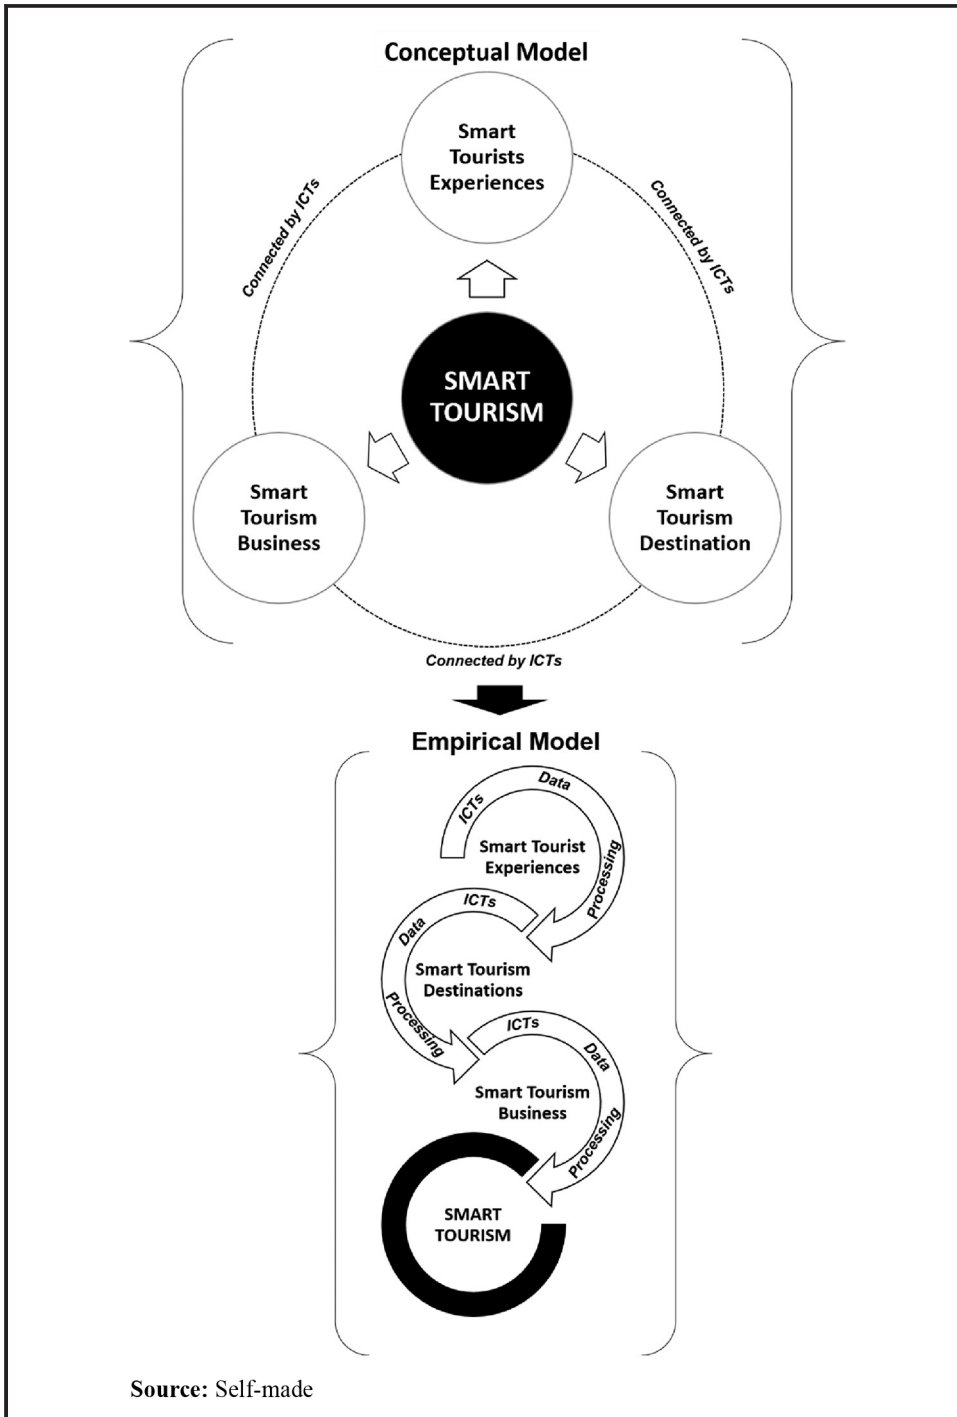 Conceptual Model
Smart
Tourists
Experiences
Connected by ICTs
Connected by ICTs
SMART
TOURISM
Smart
Tourism
Business
Smart
Tourism
Destination
Connected by ICTs
Empirical Model
ICTs
Data
Processing
Smart Tourist
Experiences
ICTs
Data
Processing
Smart Tourism
Destinations
ICTs
Data
Processing
Smart Tourism
Business
SMART
TOURISM
Source: Self-made